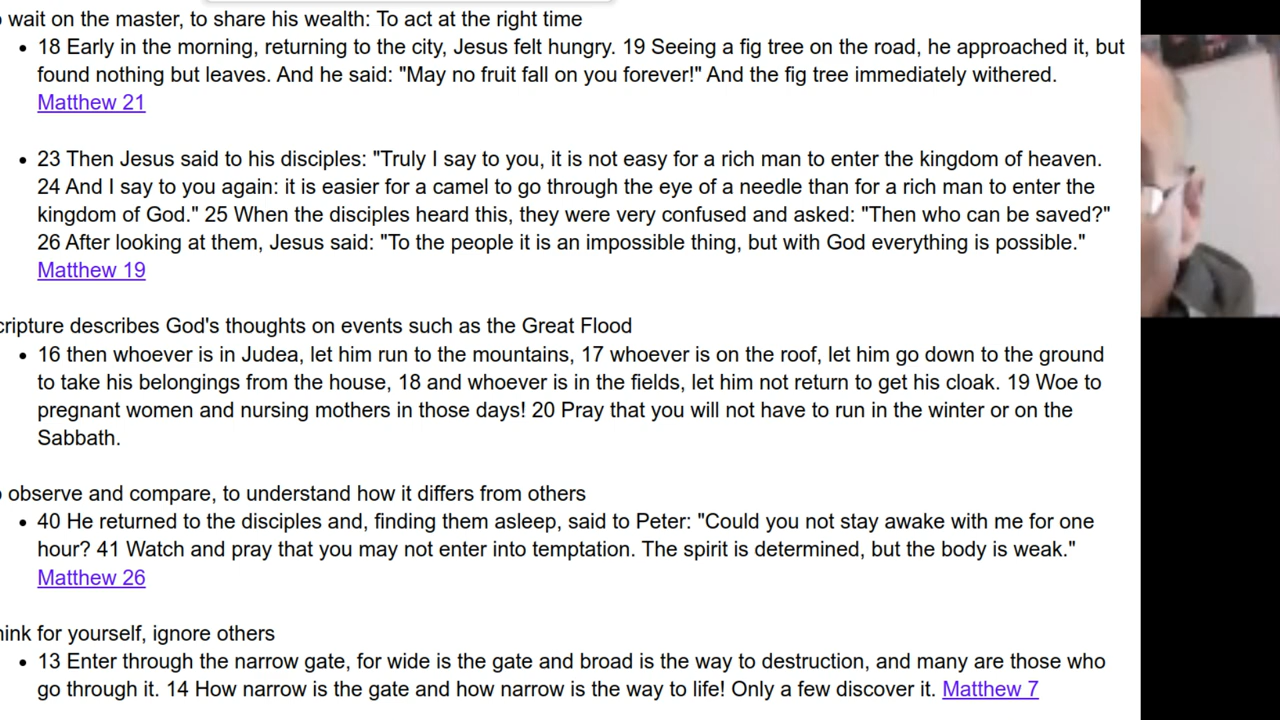 wait on the master, to share his wealth: To act at the right time
• 18 Early in the morning, returning to the city, Jesus felt hungry. 19 Seeing a fig tree on the road, he approached it, but
found nothing but leaves. And he said: "May no fruit fall on you forever!" And the fig tree immediately withered.
Matthew 21
• 23 Then Jesus said to his disciples: "Truly I say to you, it is not easy for a rich man to enter the kingdom of heaven.
24 And I say to you again: it is easier for a camel to go through the eye of a needle than for a rich man to enter the
kingdom of God." 25 When the disciples heard this, they were very confused and asked: "Then who can be saved?"
26 After looking at them, Jesus said: "To the people it is an impossible thing, but with God everything is possible."
Matthew 19
cripture describes God's thoughts on events such as the Great Flood
• 16 then whoever is in Judea, let him run to the mountains, 17 whoever is on the roof, let him go down to the ground
to take his belongings from the house, 18 and whoever is in the fields, let him not return to get his cloak. 19 Woe to
pregnant women and nursing mothers in those days! 20 Pray that you will not have to run in the winter or on the
Sabbath.
observe and compare, to understand how it differs from others
• 40 He returned to the disciples and, finding them asleep, said to Peter: "Could you not stay awake with me for one
hour? 41 Watch and pray that you may not enter into temptation. The spirit is determined, but the body is weak."
Matthew 26
hink for yourself, ignore others
• 13 Enter through the narrow gate, for wide is the gate and broad is the way to destruction, and many are those who
go through it. 14 How narrow is the gate and how narrow is the way to life! Only a few discover it. Matthew 7